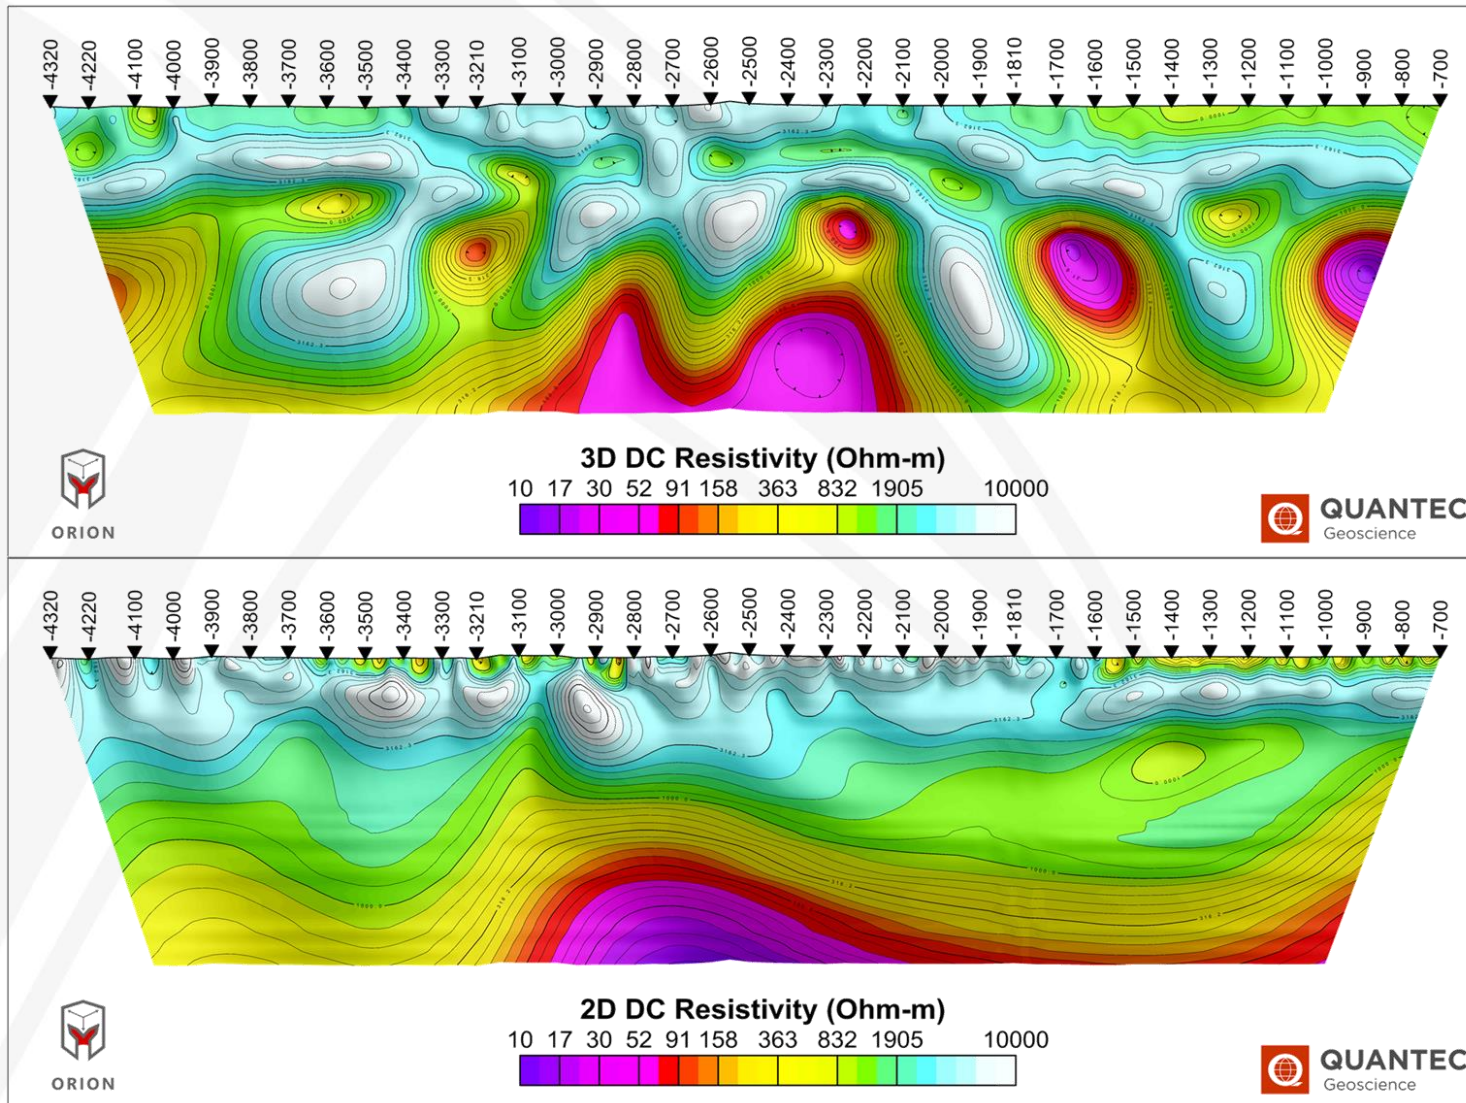 -4320 -4220 -4100 -4000 -3900 -3800 -3700 -3600 -3500 -3400 -3300 -3210 -3100 -3000 -2900 -2800 -2700 -2600 -2500 -2400 -2300 -2200 -2100 -2000 -1900 -1810 -1700 -1600 -1500 -1400 -1300 -1200 -1100 -1000 -900 -800 -700
3D DC Resistivity (Ohm-m)
10 17 30 52 91 158 363 832 1905 10000
ORION
QUANTEC
Geoscience
-4320 -4220 -4100 -4000 -3900 -3800 -3700 -3600 -3500 -3400 -3300 -3210 -3100 -3000 -2900 -2800 -2700 -2600 -2500 -2400 -2300 -2200 -2100 -2000 -1900 -1810 -1700 -1600 -1500 -1400 -1300 -1200 -1100 -1000 -900 -800 -700
2D DC Resistivity (Ohm-m)
10 17 30 52 91 158 363 832 1905 10000
ORION
QUANTEC
Geoscience